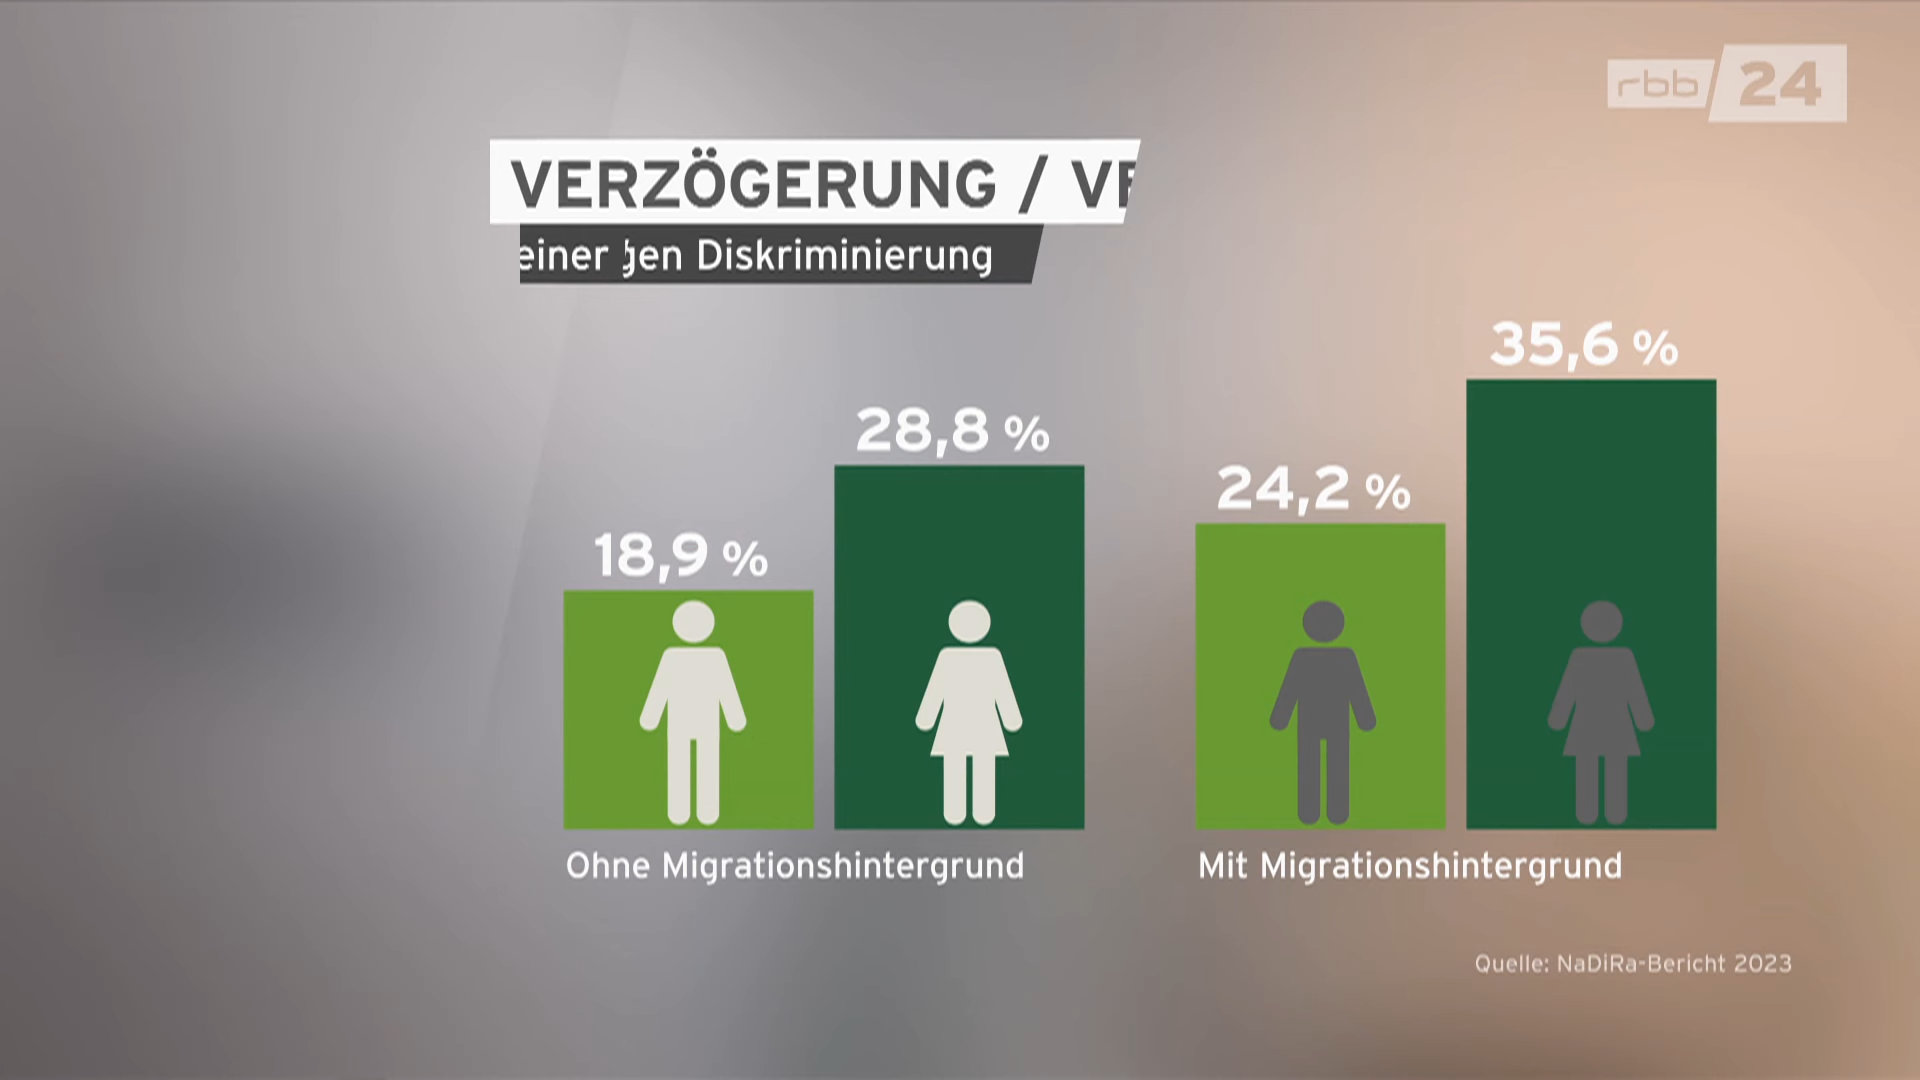 rbb 24
VERZÖGERUNG /
Diskriminierung
35,6 %
28,8 %
24,2 %
18,9 %
Ohne Migrationshintergrund
Mit Migrationshintergrund
Quelle: NaDiRa-Bericht 2023